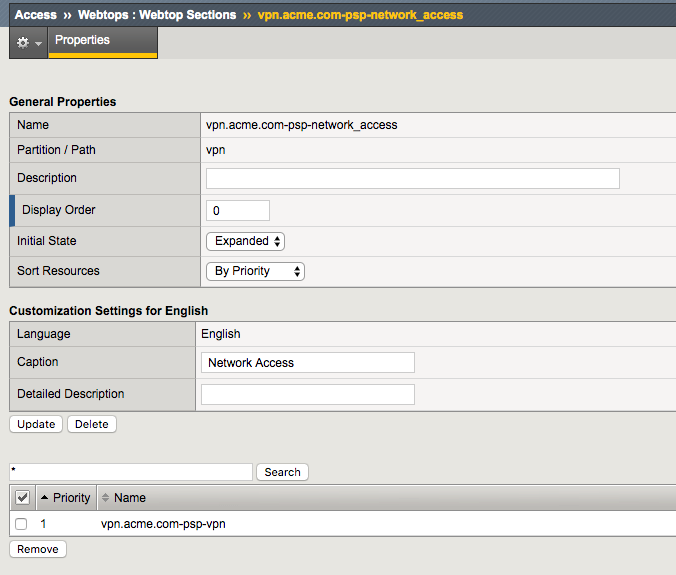 Access » Webtops : Webtop Sections » vpn.acme.com-psp-network_access
Properties
General Properties
Name vpn.acme.com-psp-network_access
Partition / Path vpn
Description
Display Order 0
Initial State Expanded
Sort Resources By Priority
Customization Settings for English
Language English
Caption Network Access
Detailed Description
Update Delete
* Search
Priority Name
1 vpn.acme.com-psp-vpn
Remove